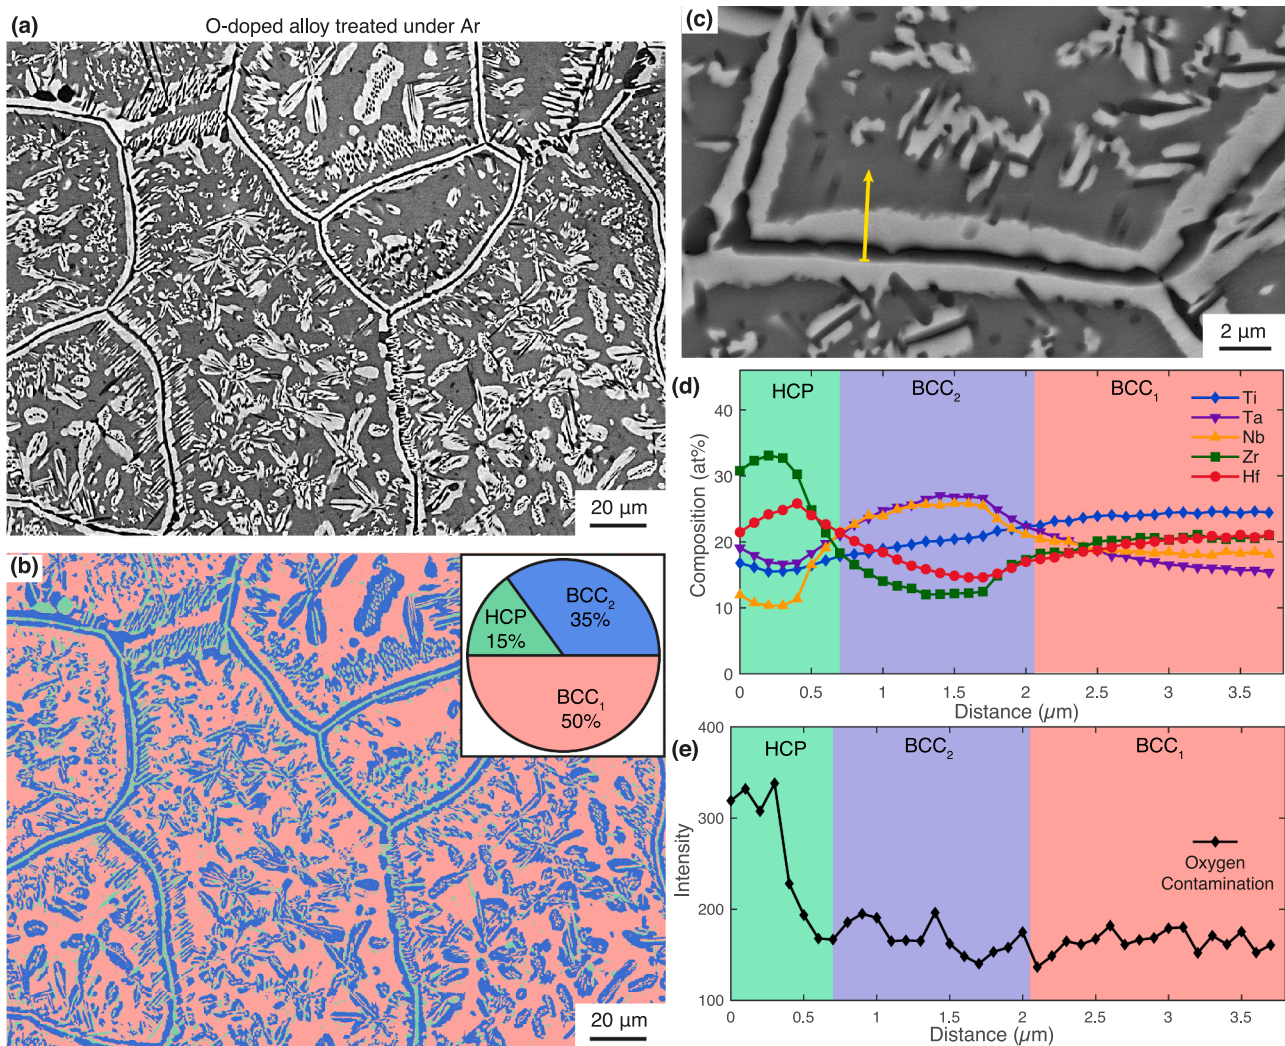 (a)
O-doped alloy treated under Ar
20 µm
(b)
HCP
15%
BCC2
35%
BCC1
50%
20 µm
(c)
2 µm
(d)
HCP
BCC2
BCC1
Ti
Ta
Nb
Zr
Hf
Composition (at%)
40
30
20
10
0
0 0.5 1 1.5 2 2.5 3 3.5
Distance (µm)
(e)
HCP
BCC2
BCC1
Oxygen
Contamination
Intensity
400
300
200
100
0 0.5 1 1.5 2 2.5 3 3.5
Distance (µm)